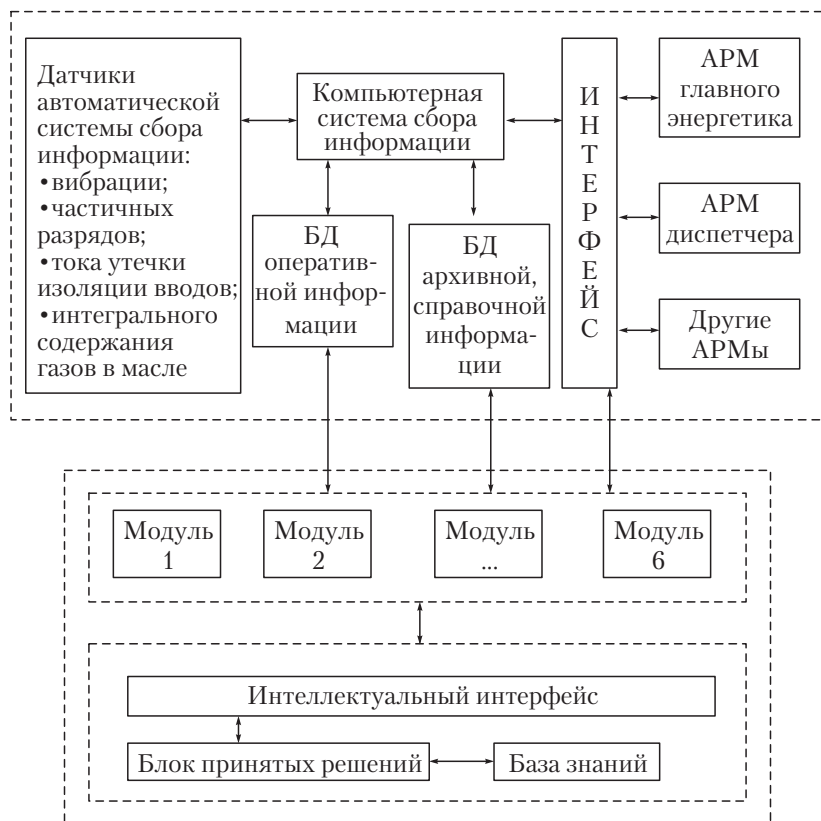 Датчики
автоматической
системы сбора
информации:
•вибрации;
•частичных
разрядов;
•тока утечки
изоляции вводов;
•интегрального
содержания
газов в масле
Компьютерная
система сбора
информации
БД
оператив-
ной инфор-
мации
БД
архивной,
справочной
информа-
ции
И
Н
Т
Е
Р
Ф
Е
Й
С
АРМ
главного
энергетика
АРМ
диспетчера
Другие
АРМы
Модуль
1
Модуль
2
Модуль
...
Модуль
6
Интеллектуальный интерфейс
Блок принятых решений
База знаний